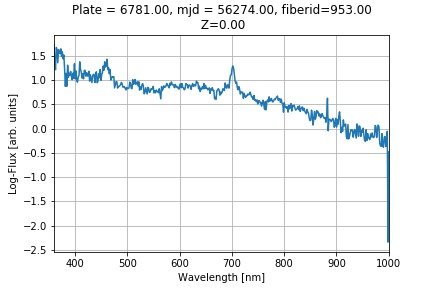 Plate = 6781.00, mjd = 56274.00, fiberid=953.00
Z=0.00
1.5
1.0
0.5
0.0
−0.5
−1.0
−1.5
−2.0
−2.5
Log-Flux [arb. units]
400 500 600 700 800 900 1000
Wavelength [nm]